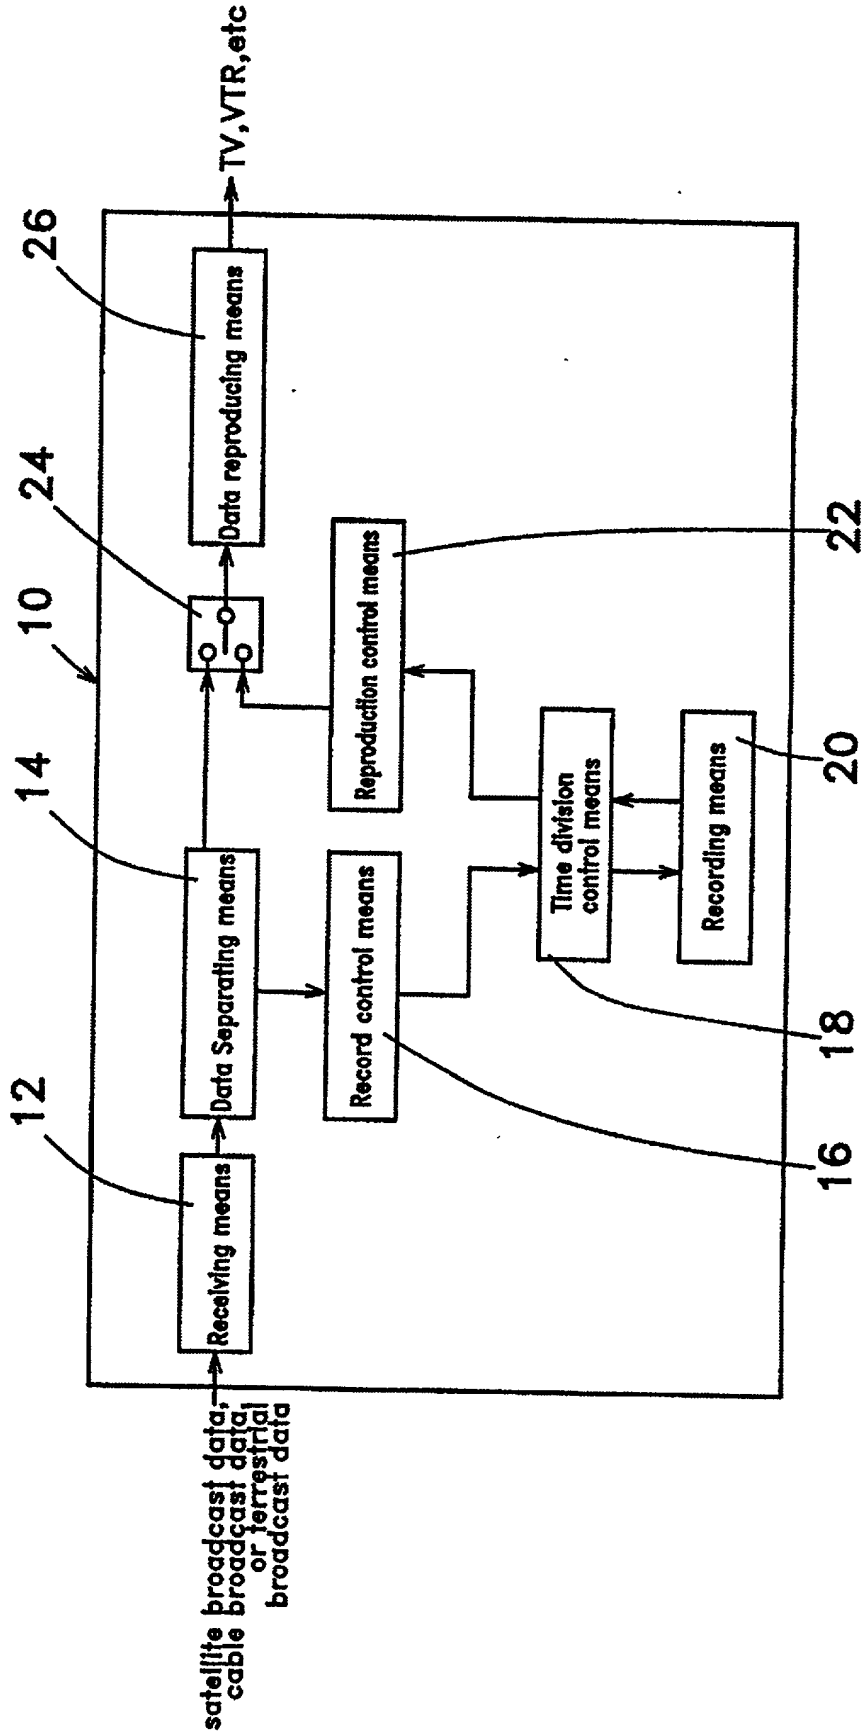 10
12
14
24
26
satellite broadcast data,
cable broadcast data,
or terrestrial
broadcast data
Receiving means
Data Separating means
Data reproducing means
TV,VTR,etc
Record control means
Reproduction control means
Time division
control means
Recording means
16
18
20
22